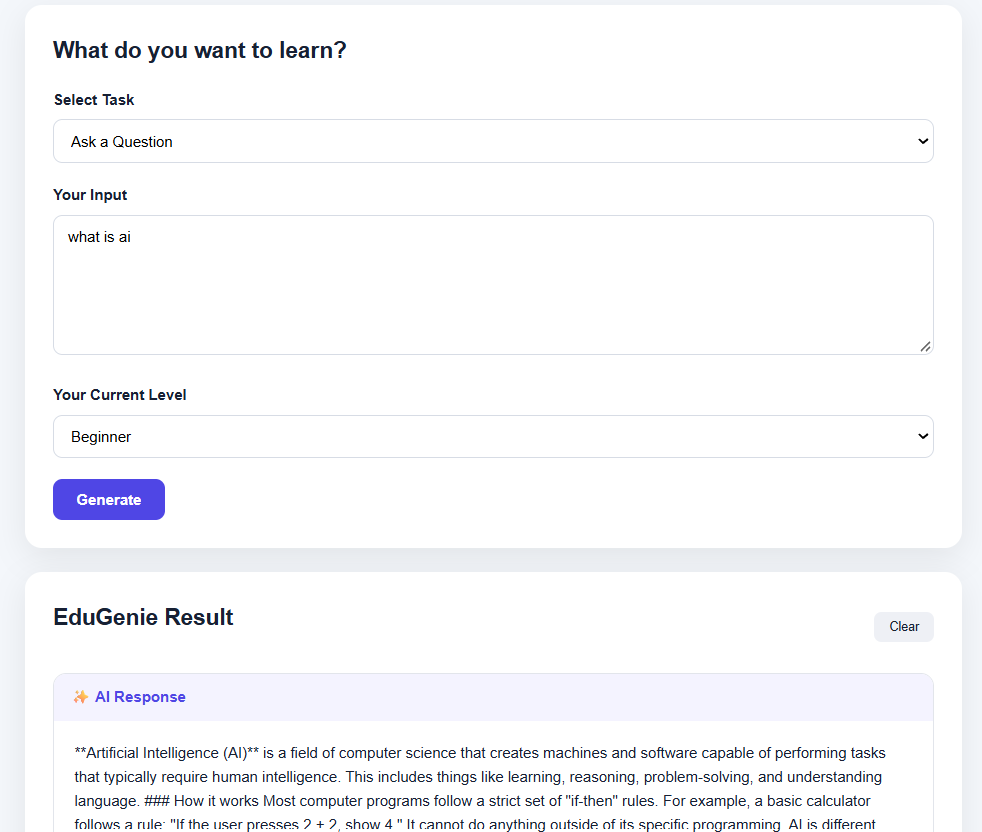 What do you want to learn?
Select Task
Ask a Question
Your Input
what is ai
Your Current Level
Beginner
Generate
EduGenie Result
Clear
AI Response
**Artificial Intelligence (AI)** is a field of computer science that creates machines and software capable of performing tasks
that typically require human intelligence. This includes things like learning, reasoning, problem-solving, and understanding
language. ### How it works Most computer programs follow a strict set of "if-then" rules. For example, a basic calculator
follows a rule: "If the user presses 2 + 2, show 4." It cannot do anything outside of its specific programming. AI is different